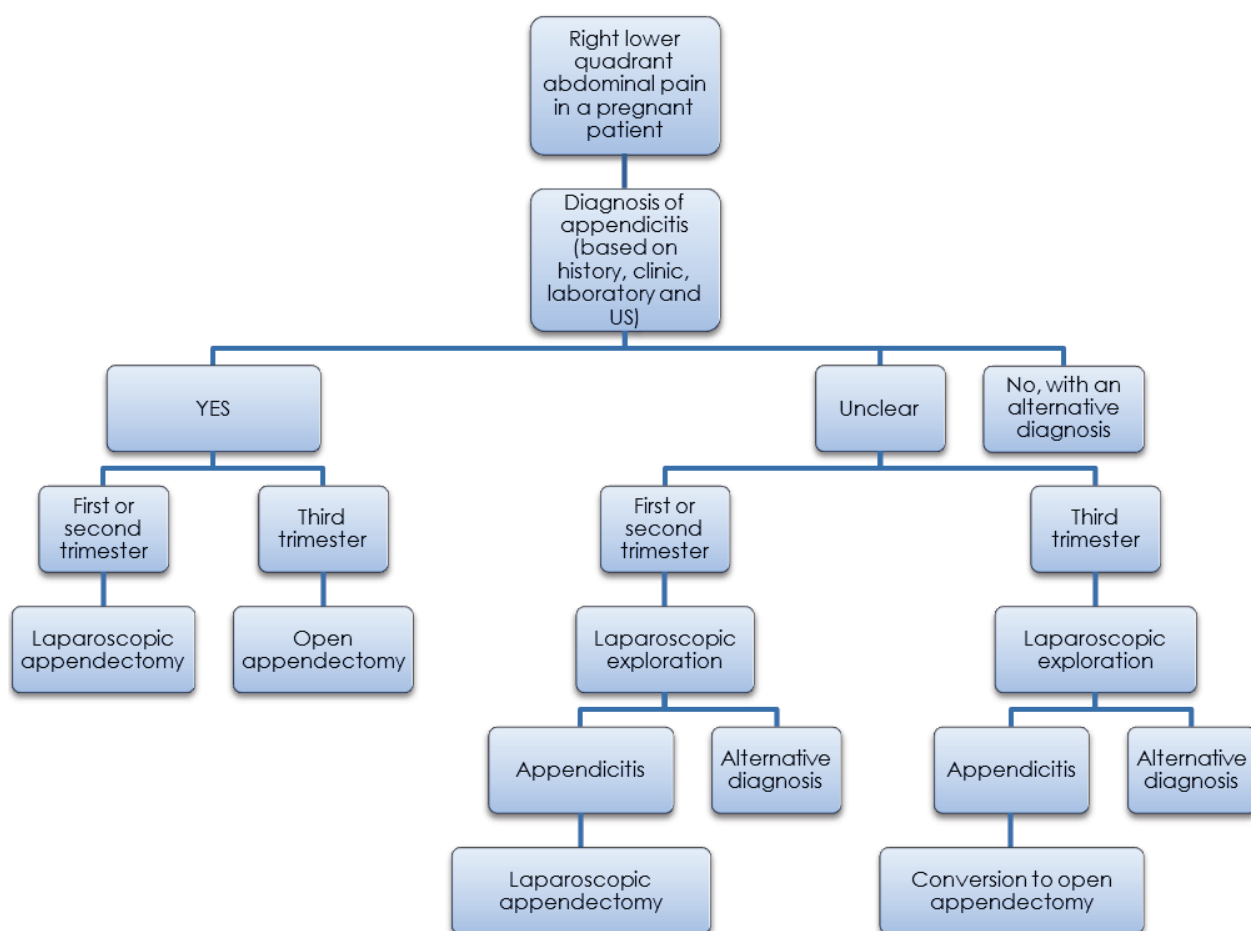 Right lower
quadrant
abdominal pain
in a pregnant
patient
Diagnosis of
appendicitis
(based on
history, clinic,
laboratory and
US)
YES
Unclear
No, with an
alternative
diagnosis
First or
second
trimester
Third
trimester
First or
second
trimester
Third
trimester
Laparoscopic
appendectomy
Open
appendectomy
Laparoscopic
exploration
Laparoscopic
exploration
Appendicitis
Alternative
diagnosis
Appendicitis
Alternative
diagnosis
Laparoscopic
appendectomy
Conversion to open
appendectomy